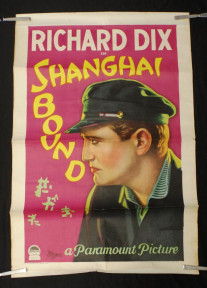 RICHARD DIX
IN
SHANGHAI
BOUND
a Paramount Picture